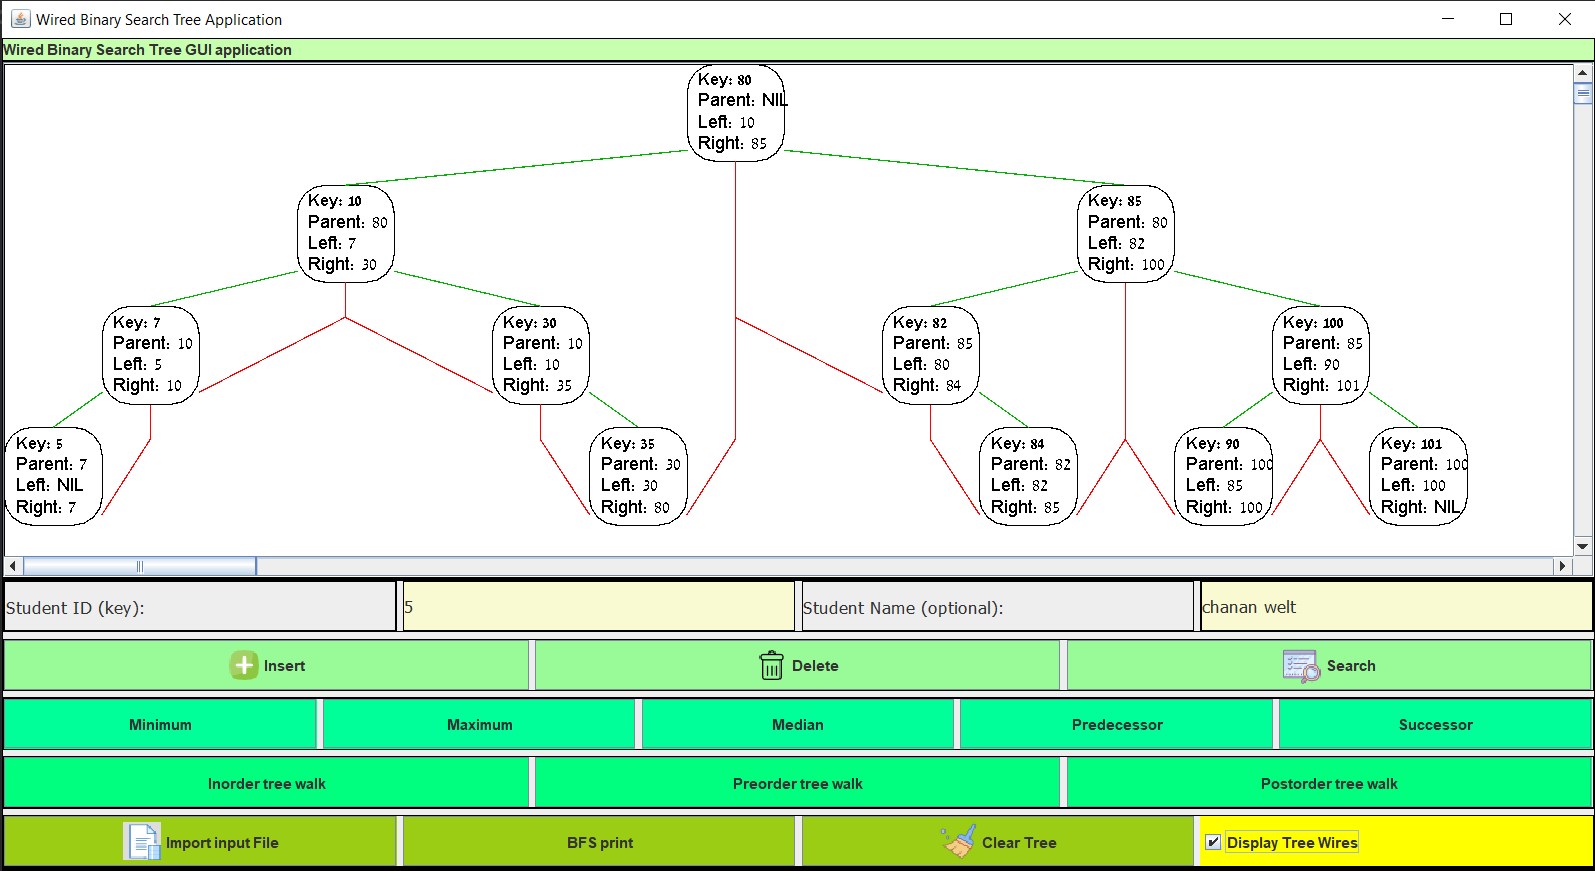 Wired Binary Search Tree Application
Wired Binary Search Tree GUI application
Key: 80
Parent: NIL
Left: 10
Right: 85
Key: 10
Parent: 80
Left: 7
Right: 30
Key: 85
Parent: 80
Left: 82
Right: 100
Key: 7
Parent: 10
Left: 5
Right: 10
Key: 30
Parent: 10
Left: 10
Right: 35
Key: 82
Parent: 85
Left: 80
Right: 84
Key: 100
Parent: 85
Left: 90
Right: 101
Key: 5
Parent: 7
Left: NIL
Right: 7
Key: 35
Parent: 30
Left: 30
Right: 80
Key: 84
Parent: 82
Left: 82
Right: 85
Key: 90
Parent: 100
Left: 85
Right: 100
Key: 101
Parent: 100
Left: 100
Right: NIL
Student ID (key): 5 Student Name (optional): chanan welt
Insert Delete Search
Minimum Maximum Median Predecessor Successor
Inorder tree walk Preorder tree walk Postorder tree walk
Import input File BFS print Clear Tree Display Tree Wires